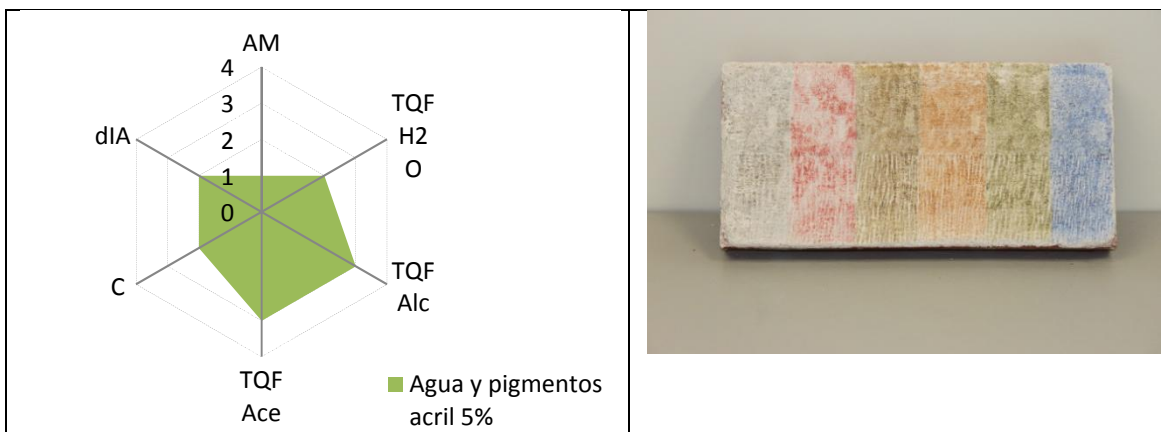 AM
4
3
2
1
0
dIA
TQF
H2
O
C
TQF
Alc
TQF
Ace
Agua y pigmentos
acril 5%